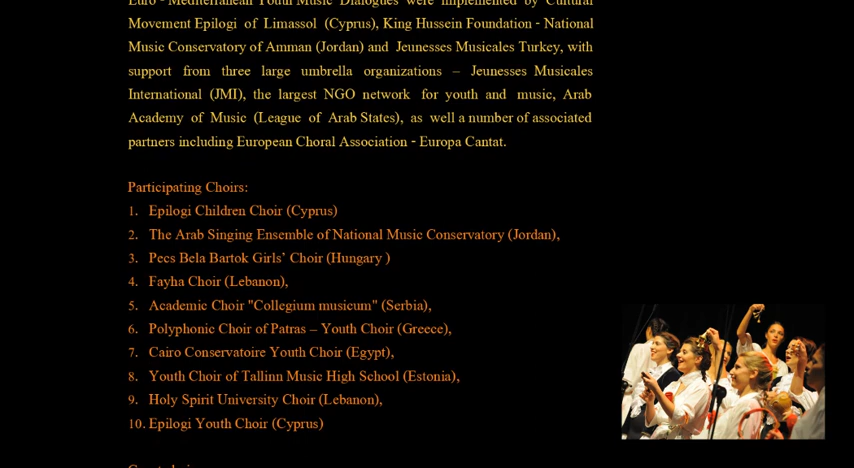 Euro - Mediterranean Youth Music Dialogues were implemented by Cultural
Movement Epilogi of Limassol (Cyprus), King Hussein Foundation - National
Music Conservatory of Amman (Jordan) and Jeunesses Musicales Turkey, with
support from three large umbrella organizations – Jeunesses Musicales
International (JMI), the largest NGO network for youth and music, Arab
Academy of Music (League of Arab States), as well a number of associated
partners including European Choral Association - Europa Cantat.
Participating Choirs:
1. Epilogi Children Choir (Cyprus)
2. The Arab Singing Ensemble of National Music Conservatory (Jordan),
3. Pecs Bela Bartok Girls’ Choir (Hungary )
4. Fayha Choir (Lebanon),
5. Academic Choir "Collegium musicum" (Serbia),
6. Polyphonic Choir of Patras – Youth Choir (Greece),
7. Cairo Conservatoire Youth Choir (Egypt),
8. Youth Choir of Tallinn Music High School (Estonia),
9. Holy Spirit University Choir (Lebanon),
10. Epilogi Youth Choir (Cyprus)